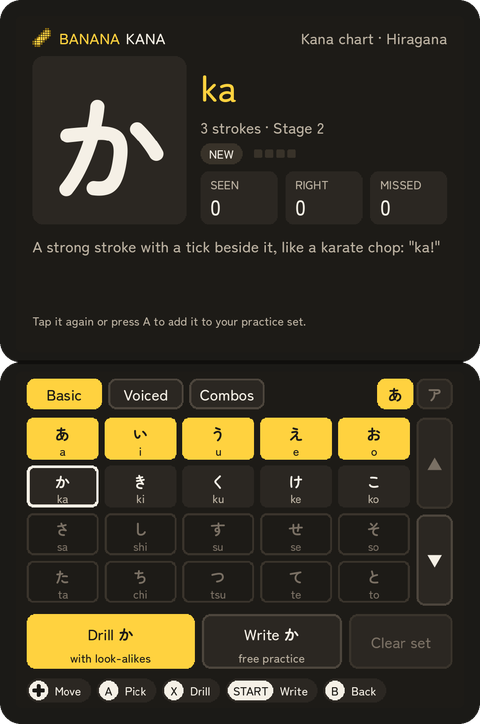 BANANA KANA
Kana chart · Hiragana
か
ka
3 strokes · Stage 2
NEW
SEEN RIGHT MISSED
0 0 0
A strong stroke with a tick beside it, like a karate chop: "ka!"
Tap it again or press A to add it to your practice set.
Basic Voiced Combos あ ア
あ い う え お
a i u e o
か き く け こ
ka ki ku ke ko
さ し す せ そ
sa shi su se so
た ち つ て と
ta chi tsu te to
Drill か Write か Clear set
with look-alikes free practice
Move A Pick X Drill START Write B Back